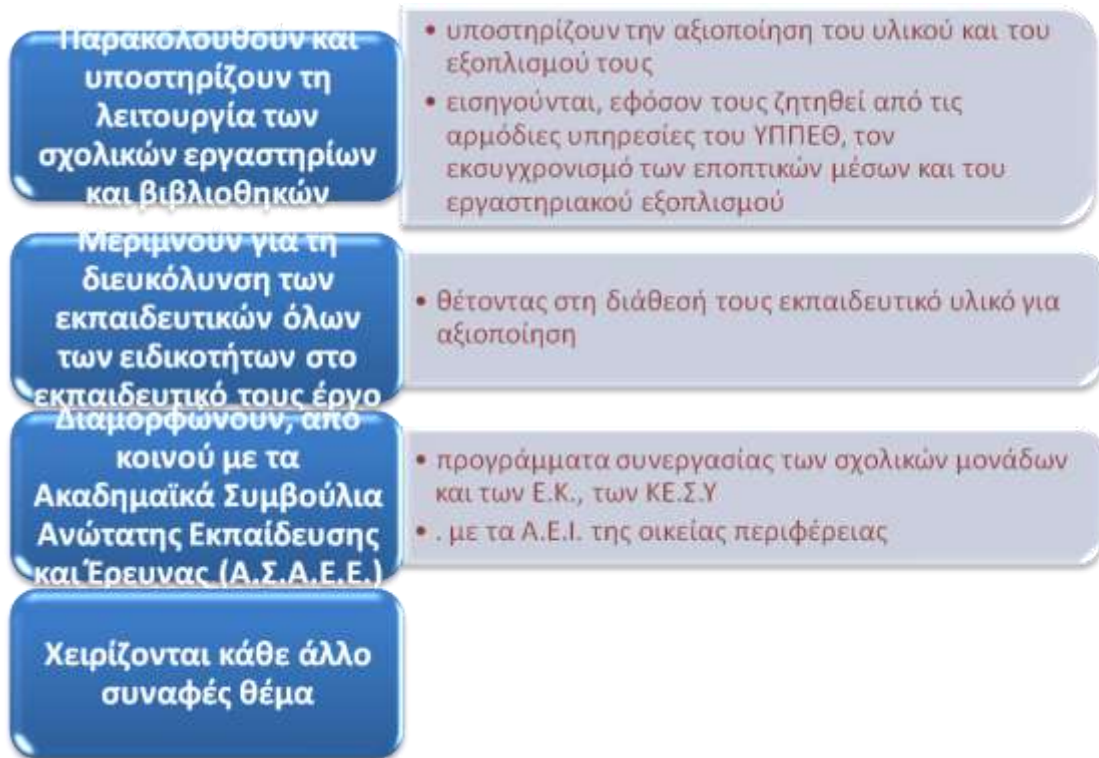 Παρακολουθούν και
υποστηρίζουν τη
λειτουργία των
σχολικών εργαστηρίων
και βιβλιοθηκών
• υποστηρίζουν την αξιοποίηση του υλικού και του
εξοπλισμού τους
• εισηγούνται, εφόσον τους ζητηθεί από τις
αρμόδιες υπηρεσίες του ΥΠΠΕΘ, τον
εκσυγχρονισμό των εποπτικών μέσων και του
εργαστηριακού εξοπλισμού
Μεριμνούν για τη
διευκόλυνση των
εκπαιδευτικών όλων
των ειδικοτήτων στο
εκπαιδευτικό τους έργο
• θέτοντας στη διάθεσή τους εκπαιδευτικό υλικό για
αξιοποίηση
Διαμορφώνουν, από
κοινού με τα
Ακαδημαϊκά Συμβούλια
Ανώτατης Εκπαίδευσης
και Έρευνας (Α.Σ.Α.Ε.Ε.)
• προγράμματα συνεργασίας των σχολικών μονάδων
και των Ε.Κ., των ΚΕ.Σ.Υ
• . με τα Α.Ε.Ι. της οικείας περιφέρειας
Χειρίζονται κάθε άλλο
συναφές θέμα